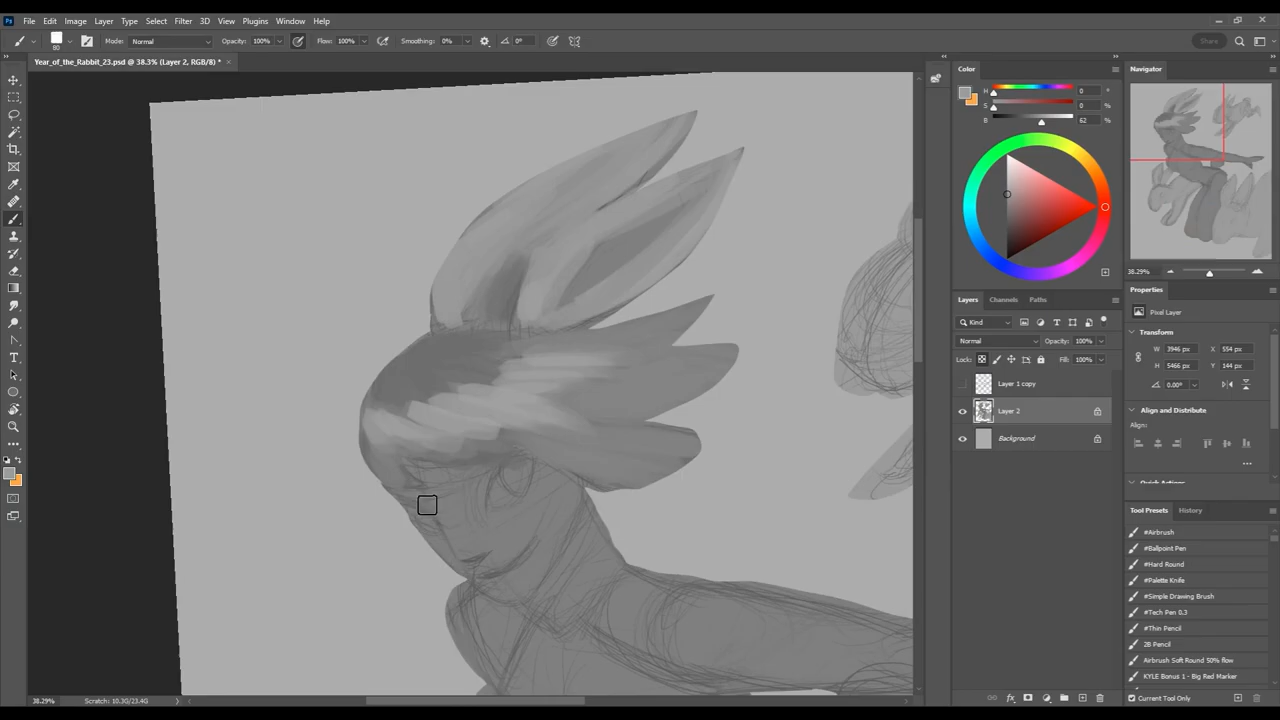 Ps File Edit Image Layer Type Select Filter 3D View Plugins Window Help
80 Mode: Normal Opacity: 100% Flow: 100% Smoothing: 0% 0° Share
Year_of_the_Rabbit_23.psd @ 38.3% (Layer 2, RGB/8) * ×
Color
H 0 °
S 0 %
B 62 %
Layers Channels Paths
Kind
Normal Opacity: 100%
Lock: Fill: 100%
Layer 1 copy
Layer 2
Background
Navigator
38.29%
Properties
Pixel Layer
Transform
W 3946 px X 554 px
H 5466 px Y 144 px
0.00°
Align and Distribute
Align:
Quick Actions
Tool Presets History
#Airbrush
#Ballpoint Pen
#Hard Round
#Palette Knife
#Simple Drawing Brush
#Tech Pen 0.3
#Thin Pencil
2B Pencil
Airbrush Soft Round 50% flow
KYLE Bonus 1 - Big Red Marker
Current Tool Only
38.29% Scratch: 10.3G/23.4G